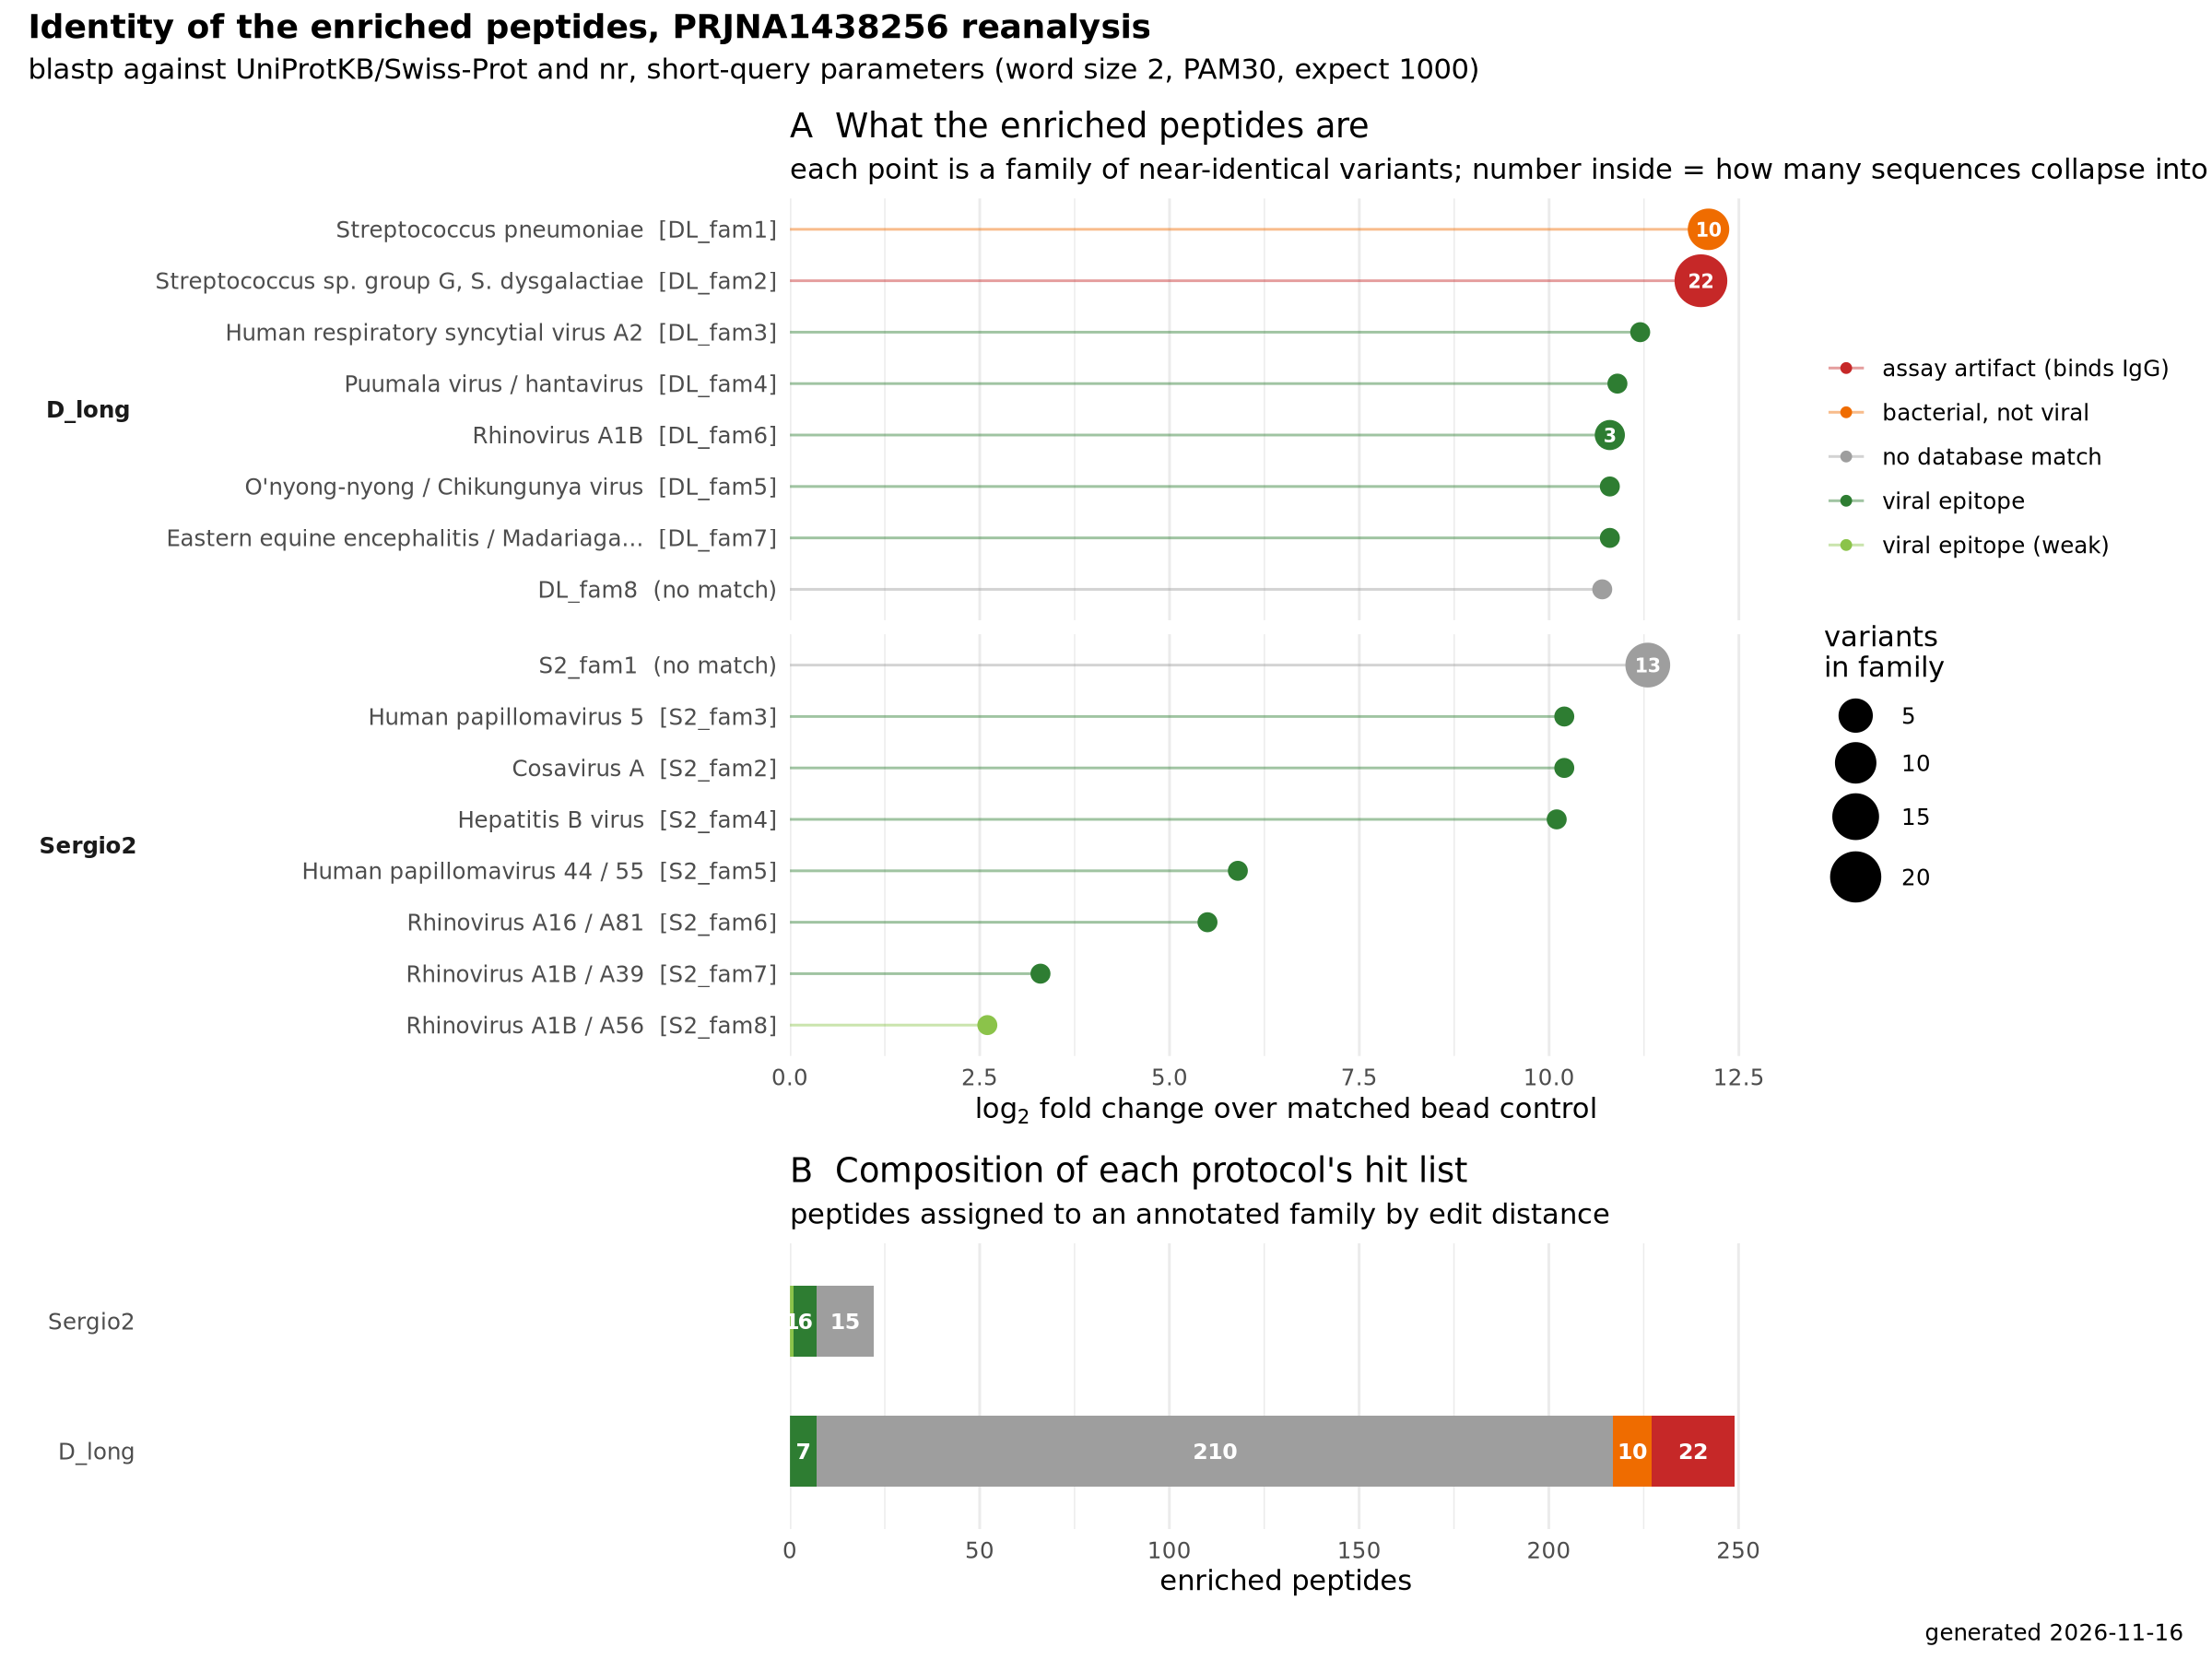 Identity of the enriched peptides, PRJNA1438256 reanalysis
blastp against UniProtKB/Swiss-Prot and nr, short-query parameters (word size 2, PAM30, expect 1000)
A What the enriched peptides are
each point is a family of near-identical variants; number inside = how many sequences collapse into
D_long
Streptococcus pneumoniae [DL_fam1] 10
Streptococcus sp. group G, S. dysgalactiae [DL_fam2] 22
Human respiratory syncytial virus A2 [DL_fam3]
Puumala virus / hantavirus [DL_fam4]
Rhinovirus A1B [DL_fam6] 3
O'nyong-nyong / Chikungunya virus [DL_fam5]
Eastern equine encephalitis / Madariaga... [DL_fam7]
DL_fam8 (no match)
Sergio2
S2_fam1 (no match) 13
Human papillomavirus 5 [S2_fam3]
Cosavirus A [S2_fam2]
Hepatitis B virus [S2_fam4]
Human papillomavirus 44 / 55 [S2_fam5]
Rhinovirus A16 / A81 [S2_fam6]
Rhinovirus A1B / A39 [S2_fam7]
Rhinovirus A1B / A56 [S2_fam8]
0.0 2.5 5.0 7.5 10.0 12.5
log2 fold change over matched bead control
assay artifact (binds IgG)
bacterial, not viral
no database match
viral epitope
viral epitope (weak)
variants
in family
5
10
15
20
B Composition of each protocol's hit list
peptides assigned to an annotated family by edit distance
Sergio2 1 6 15
D_long 7 210 10 22
0 50 100 150 200 250
enriched peptides
generated 2026-11-16